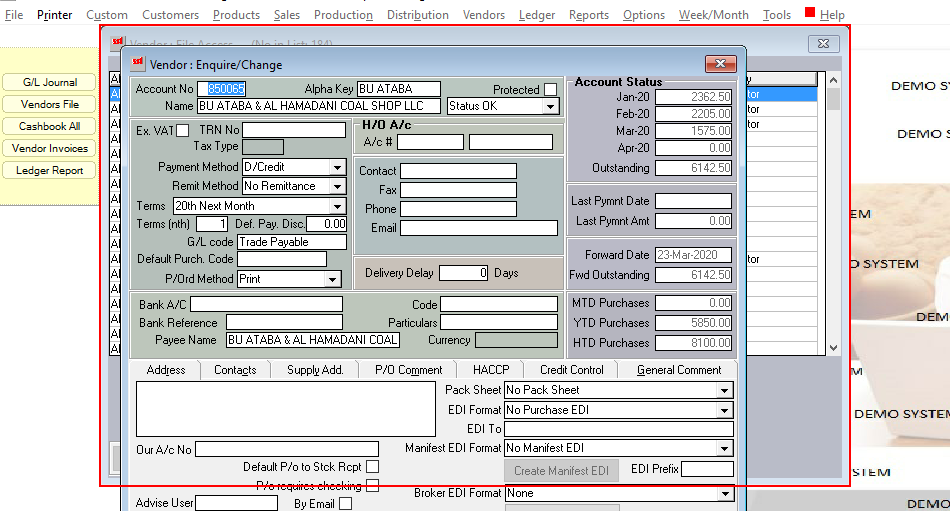 File Printer Custom Customers Products Sales Production Distribution Vendors Ledger Reports Options Week/Month Tools Help
G/L Journal
Vendors File
Cashbook All
Vendor Invoices
Ledger Report
Vendor : File Access (No in List: 184)
Vendor : Enquire/Change
Account No 850065 Alpha Key BU ATABA Protected
Name BU ATABA & AL HAMADANI COAL SHOP LLC Status OK
Ex. VAT TRN No
Tax Type
Payment Method D/Credit
Remit Method No Remittance
Terms 20th Next Month
Terms (nth) 1 Def. Pay. Disc. 0.00
G/L code Trade Payable
Default Purch. Code
P/Ord Method Print
H/O A/c
A/c #
Contact
Fax
Phone
Email
Delivery Delay 0 Days
Account Status
Jan-20 2362.50
Feb-20 2205.00
Mar-20 1575.00
Apr-20 0.00
Outstanding 6142.50
Last Pymnt Date
Last Pymnt Amt 0.00
Forward Date 23-Mar-2020
Fwd Outstanding 6142.50
MTD Purchases 0.00
YTD Purchases 5850.00
HTD Purchases 8100.00
Bank A/C Code
Bank Reference Particulars
Payee Name BU ATABA & AL HAMADANI COAL Currency
Address Contacts Supply Add. P/O Comment HACCP Credit Control General Comment
Pack Sheet No Pack Sheet
EDI Format No Purchase EDI
EDI To
Our A/c No Manifest EDI Format No Manifest EDI
Default P/o to Stck Rcpt Create Manifest EDI EDI Prefix
P/o requires checking
Broker EDI Format None
Advise User By Email
DEMO S
DEMO S
EM
O SYSTEM
DEMO
DEMO SYSTEM
SYSTEM
DEMO